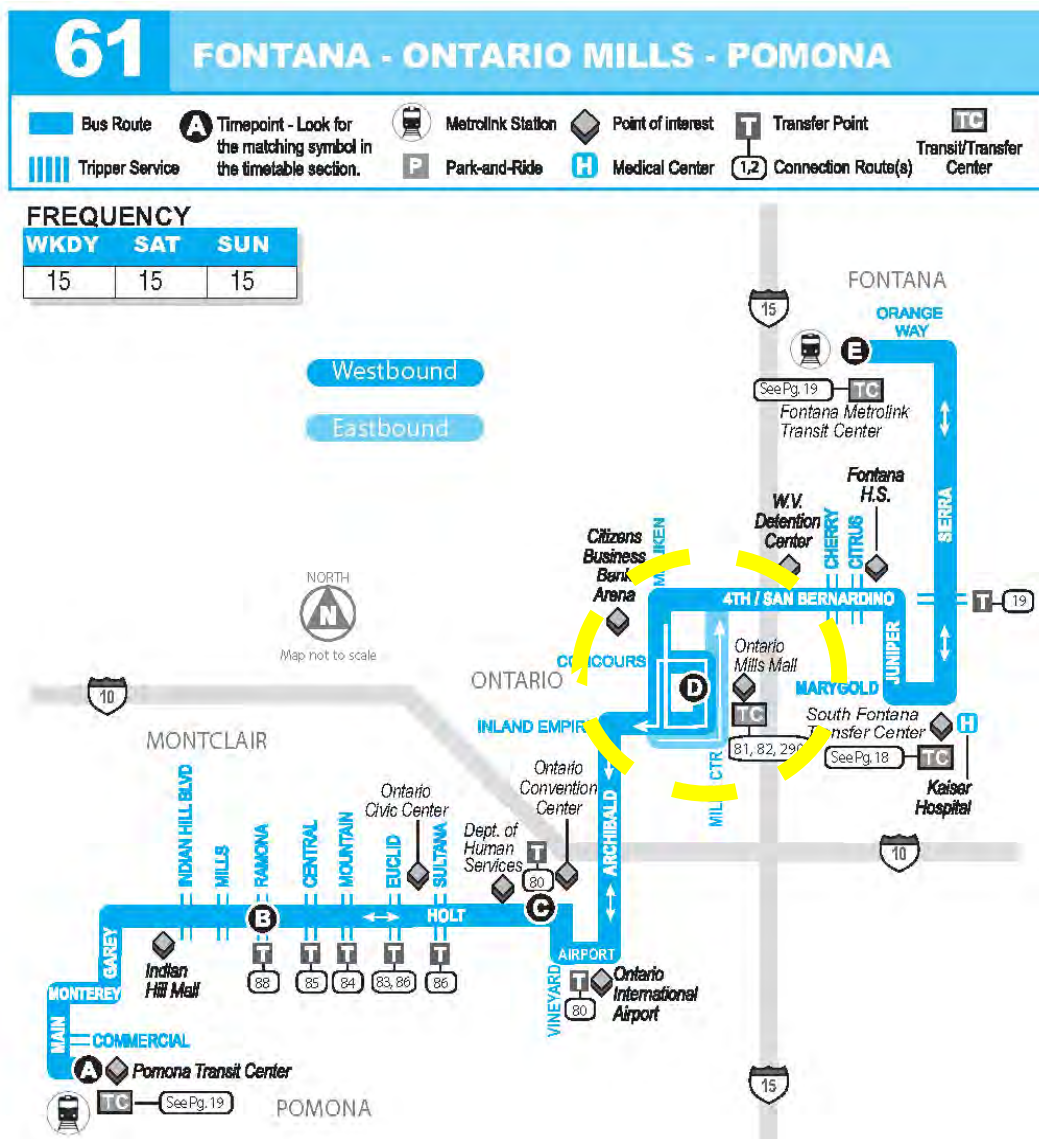 61 FONTANA - ONTARIO MILLS - POMONA
Bus Route
A
Timepoint - Look for
the matching symbol in
the timetable section.
Metrolink Station
Point of interest
T
Transfer Point
TC
Transit/Transfer
Center
Tripper Service
P
Park-and-Ride
H
Medical Center
1,2
Connection Route(s)
FREQUENCY
WKDY SAT SUN
15 15 15
Westbound
Eastbound
FONTANA
15
ORANGE
WAY
E
See Pg. 19
TC
Fontana Metrolink
Transit Center
SERRA
Fontana
H.S.
W.V.
Detention
Center
CHERRY
CITRUS
Citizens
Business
Bank
Arena
4TH / SAN BERNARDINO
T
19
JUNIPER
NORTH
N
Map not to scale
CONCOURS
D
Ontario
Mills Mall
TC
81, 82, 290
MARYGOLD
South Fontana
Transfer Center
See Pg. 18
TC
H
Kaiser
Hospital
10
ONTARIO
INLAND EMPIRE
MONTCLAIR
Ontario
Convention
Center
ARCHIBALD
CTR
10
Ontario
Civic Center
Dept. of
Human
Services
T
80
INDIAN HILL BLVD
MILLS
RAMONA
CENTRAL
MOUNTAIN
EUCLID
SULTANA
B
HOLT
C
GAREY
Indian
Hill Mall
T
88
T
85
T
84
T
83, 86
T
86
AIRPORT
VINEYARD
T
80
Ontario
International
Airport
MONTEREY
MAIN
COMMERCIAL
A
Pomona Transit Center
TC
See Pg. 19
POMONA
15